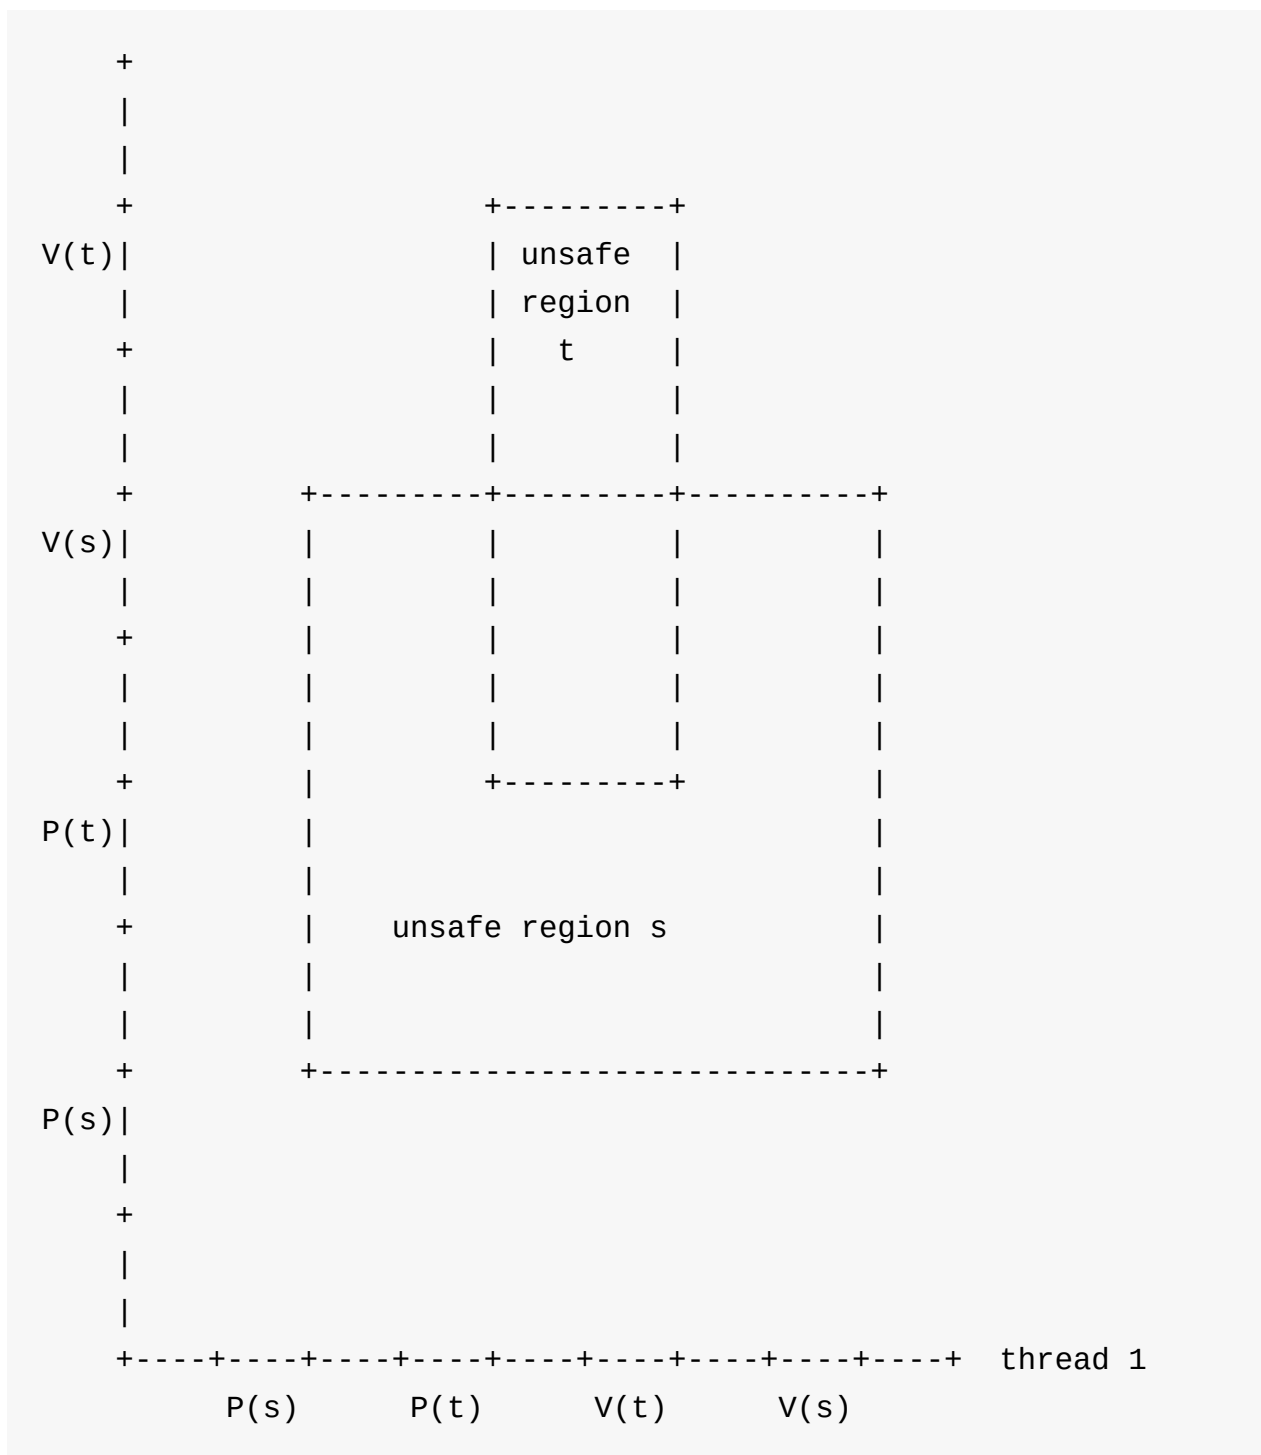 +
    |
    |
    +                   +---------+
V(t)|                   | unsafe  |
    |                   | region  |
    +                   |   t     |
    |                   |         |
    |                   |         |
    +         +---------+---------+----------+
V(s)|         |         |         |          |
    |         |         |         |          |
    +         |         |         |          |
    |         |         |         |          |
    |         |         |         |          |
    +         |         +---------+          |
P(t)|         |                              |
    |         |                              |
    +         |    unsafe region s           |
    |         |                              |
    |         |                              |
    +         +------------------------------+
P(s)|
    |
    +
    |
    |
    +----+----+----+----+----+----+----+----+----+  thread 1
          P(s)      P(t)      V(t)      V(s)